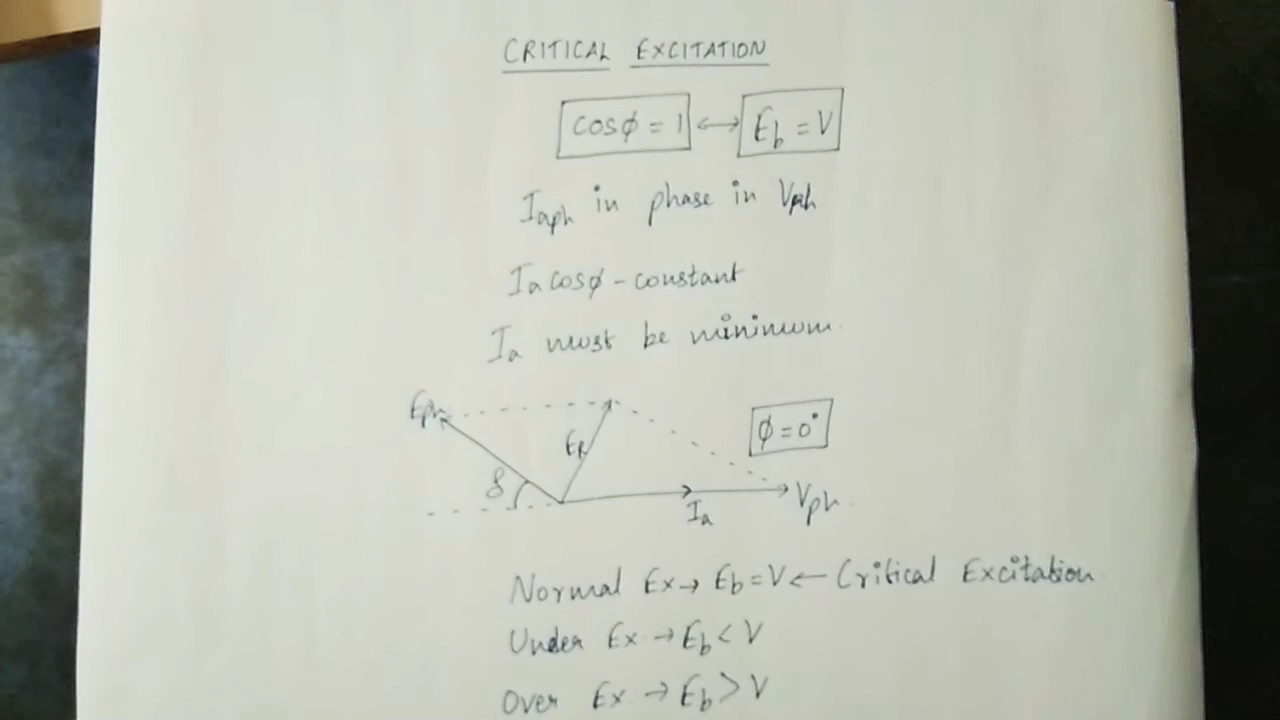 CRITICAL EXCITATION
cosϕ = 1 ↔ Eb = V
Iaph in phase in Vph
Ia cosϕ - constant
Ia must be minimum.
Eph
ER
ϕ = 0°
δ
Ia
Vph
Normal Ex → Eb = V ← Critical Excitation
Under Ex → Eb < V
Over Ex → Eb > V